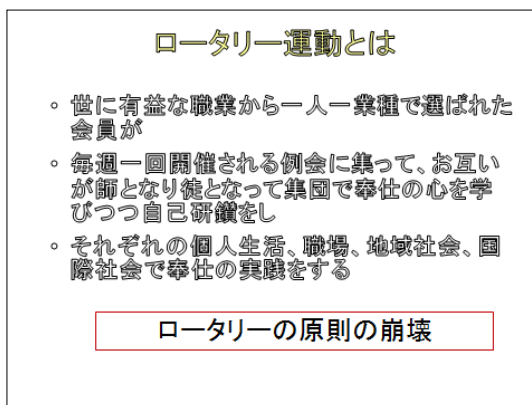 ロータリー運動とは
・世に有益な職業から一人一業種で選ばれた
会員が
・毎週一回開催される例会に集って、お互い
が師となり徒となって集団で奉仕の心を学
びつつ自己研鑽をし
・それぞれの個人生活、職場、地域社会、国
際社会で奉仕の実践をする
ロータリーの原則の崩壊